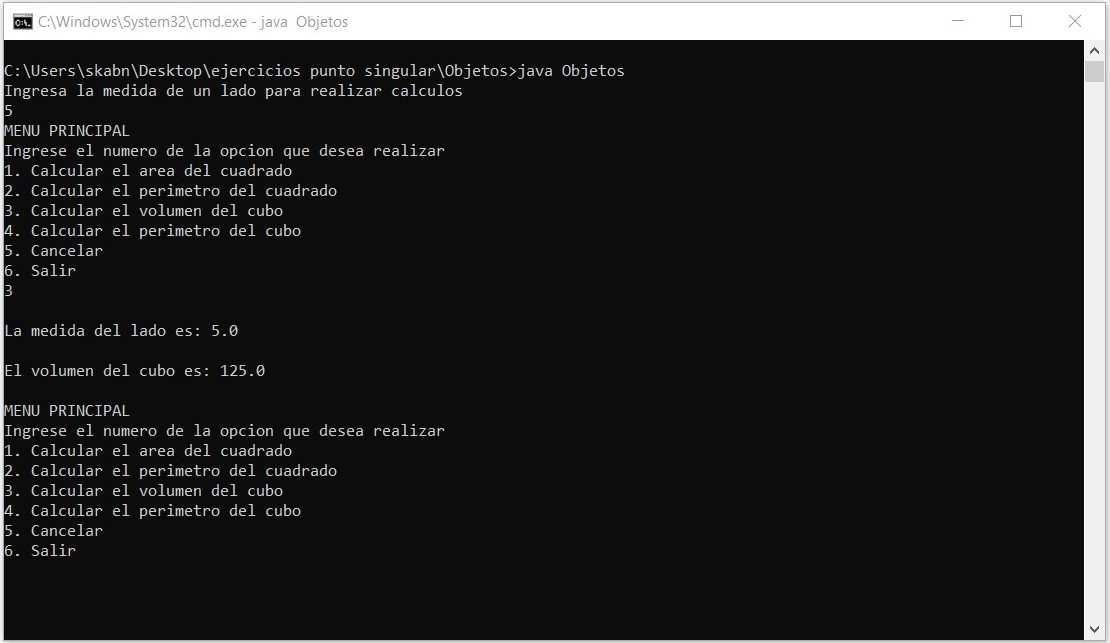 C:\Windows\System32\cmd.exe - java  Objetos
C:\Users\skabn\Desktop\ejercicios punto singular\Objetos>java Objetos
Ingresa la medida de un lado para realizar calculos
5
MENU PRINCIPAL
Ingrese el numero de la opcion que desea realizar
1. Calcular el area del cuadrado
2. Calcular el perimetro del cuadrado
3. Calcular el volumen del cubo
4. Calcular el perimetro del cubo
5. Cancelar
6. Salir
3
La medida del lado es: 5.0
El volumen del cubo es: 125.0
MENU PRINCIPAL
Ingrese el numero de la opcion que desea realizar
1. Calcular el area del cuadrado
2. Calcular el perimetro del cuadrado
3. Calcular el volumen del cubo
4. Calcular el perimetro del cubo
5. Cancelar
6. Salir